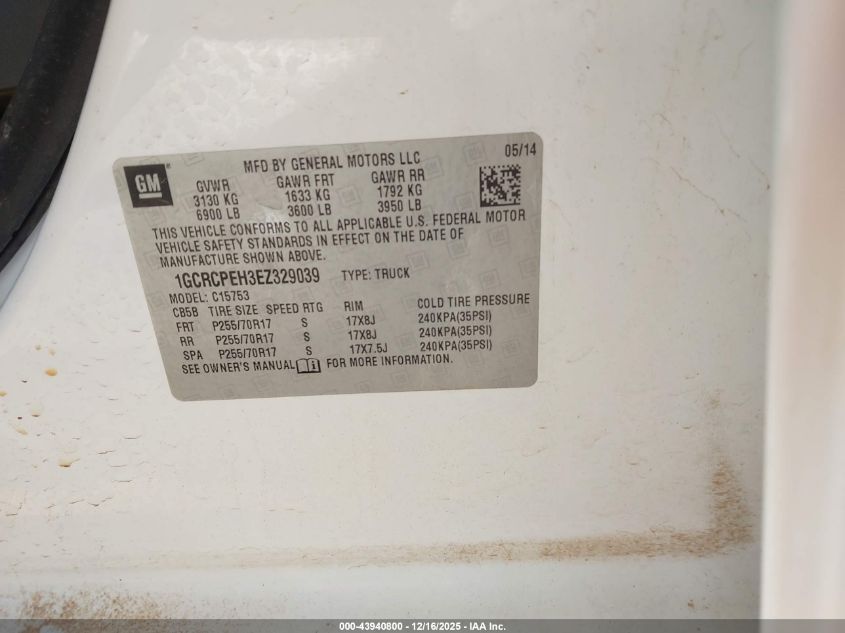 GM
MFD BY GENERAL MOTORS LLC 05/14
GVWR GAWR FRT GAWR RR
3130 KG 1633 KG 1792 KG
6900 LB 3600 LB 3950 LB
THIS VEHICLE CONFORMS TO ALL APPLICABLE U.S. FEDERAL MOTOR
VEHICLE SAFETY STANDARDS IN EFFECT ON THE DATE OF
MANUFACTURE SHOWN ABOVE.
1GCRCPEH3EZ329039 TYPE: TRUCK
MODEL: C15753
CB5B TIRE SIZE SPEED RTG RIM COLD TIRE PRESSURE
FRT P255/70R17 S 17X8J 240KPA(35PSI)
RR P255/70R17 S 17X8J 240KPA(35PSI)
SPA P255/70R17 S 17X7.5J 240KPA(35PSI)
SEE OWNER'S MANUAL FOR MORE INFORMATION.
000-43940800 - 12/16/2025 - IAA Inc.